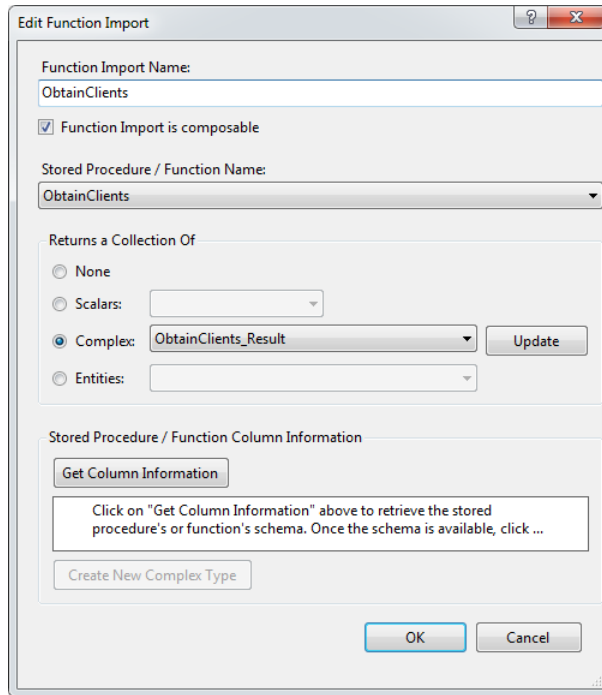 Edit Function Import
Function Import Name:
ObtainClients
Function Import is composable
Stored Procedure / Function Name:
ObtainClients
Returns a Collection Of
None
Scalars:
Complex: ObtainClients_Result Update
Entities:
Stored Procedure / Function Column Information
Get Column Information
Click on "Get Column Information" above to retrieve the stored
procedure's or function's schema. Once the schema is available, click ...
Create New Complex Type
OK Cancel